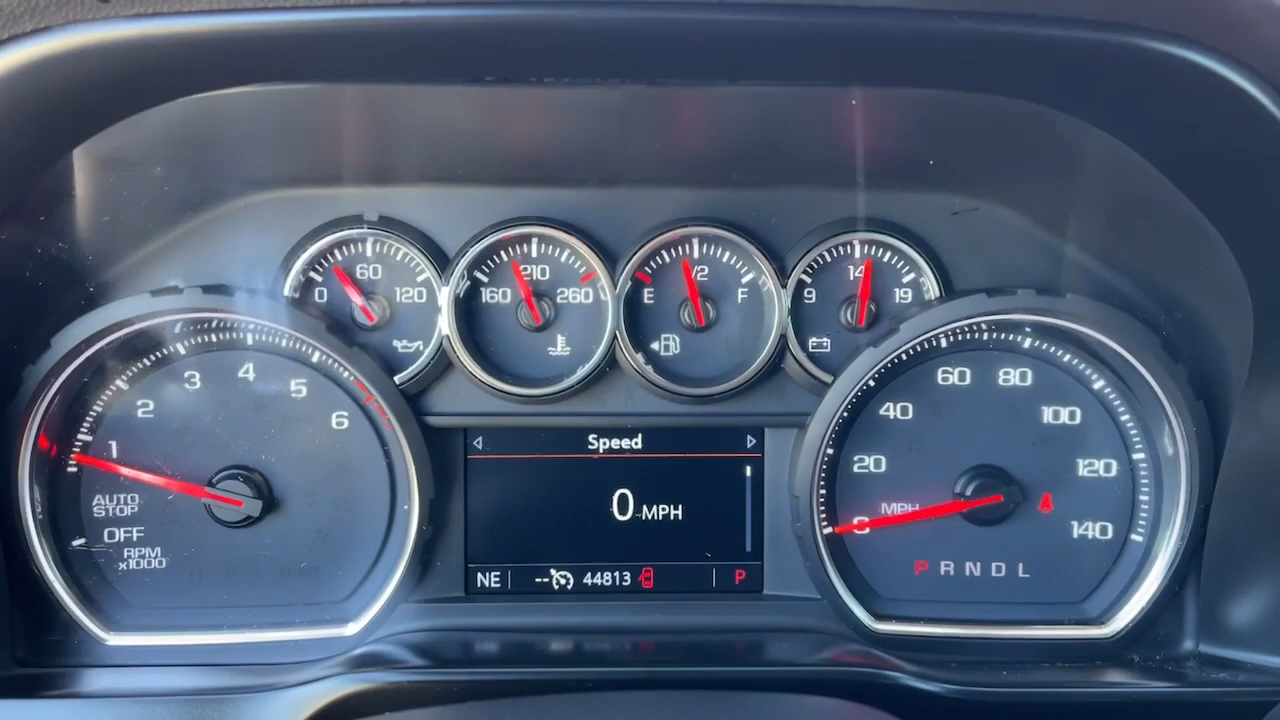 0 60 120
160 210 260
E 1/2 F
9 14 19
1 2 3 4 5 6
AUTO
STOP
OFF
RPM
x1000
Speed
0 MPH
NE -- 44813 P
0 20 40 60 80 100 120 140
MPH
P R N D L